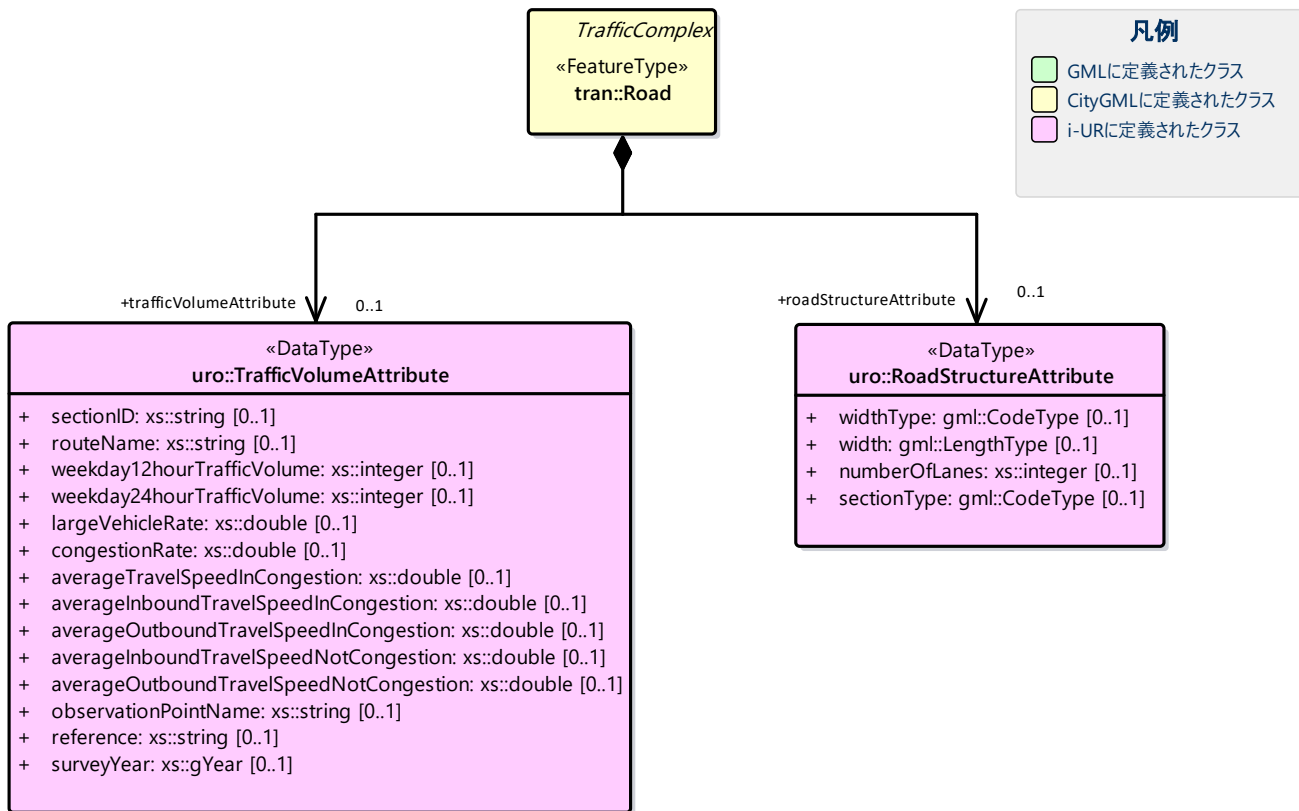 TrafficComplex
«FeatureType»
tran::Road
凡例
GMLに定義されたクラス
CityGMLに定義されたクラス
i-URに定義されたクラス
+trafficVolumeAttribute
0..1
+roadStructureAttribute
0..1
«DataType»
uro::TrafficVolumeAttribute
+ sectionID: xs::string [0..1]
+ routeName: xs::string [0..1]
+ weekday12hourTrafficVolume: xs::integer [0..1]
+ weekday24hourTrafficVolume: xs::integer [0..1]
+ largeVehicleRate: xs::double [0..1]
+ congestionRate: xs::double [0..1]
+ averageTravelSpeedInCongestion: xs::double [0..1]
+ averageInboundTravelSpeedInCongestion: xs::double [0..1]
+ averageOutboundTravelSpeedInCongestion: xs::double [0..1]
+ averageInboundTravelSpeedNotCongestion: xs::double [0..1]
+ averageOutboundTravelSpeedNotCongestion: xs::double [0..1]
+ observationPointName: xs::string [0..1]
+ reference: xs::string [0..1]
+ surveyYear: xs::gYear [0..1]
«DataType»
uro::RoadStructureAttribute
+ widthType: gml::CodeType [0..1]
+ width: gml::LengthType [0..1]
+ numberOfLanes: xs::integer [0..1]
+ sectionType: gml::CodeType [0..1]